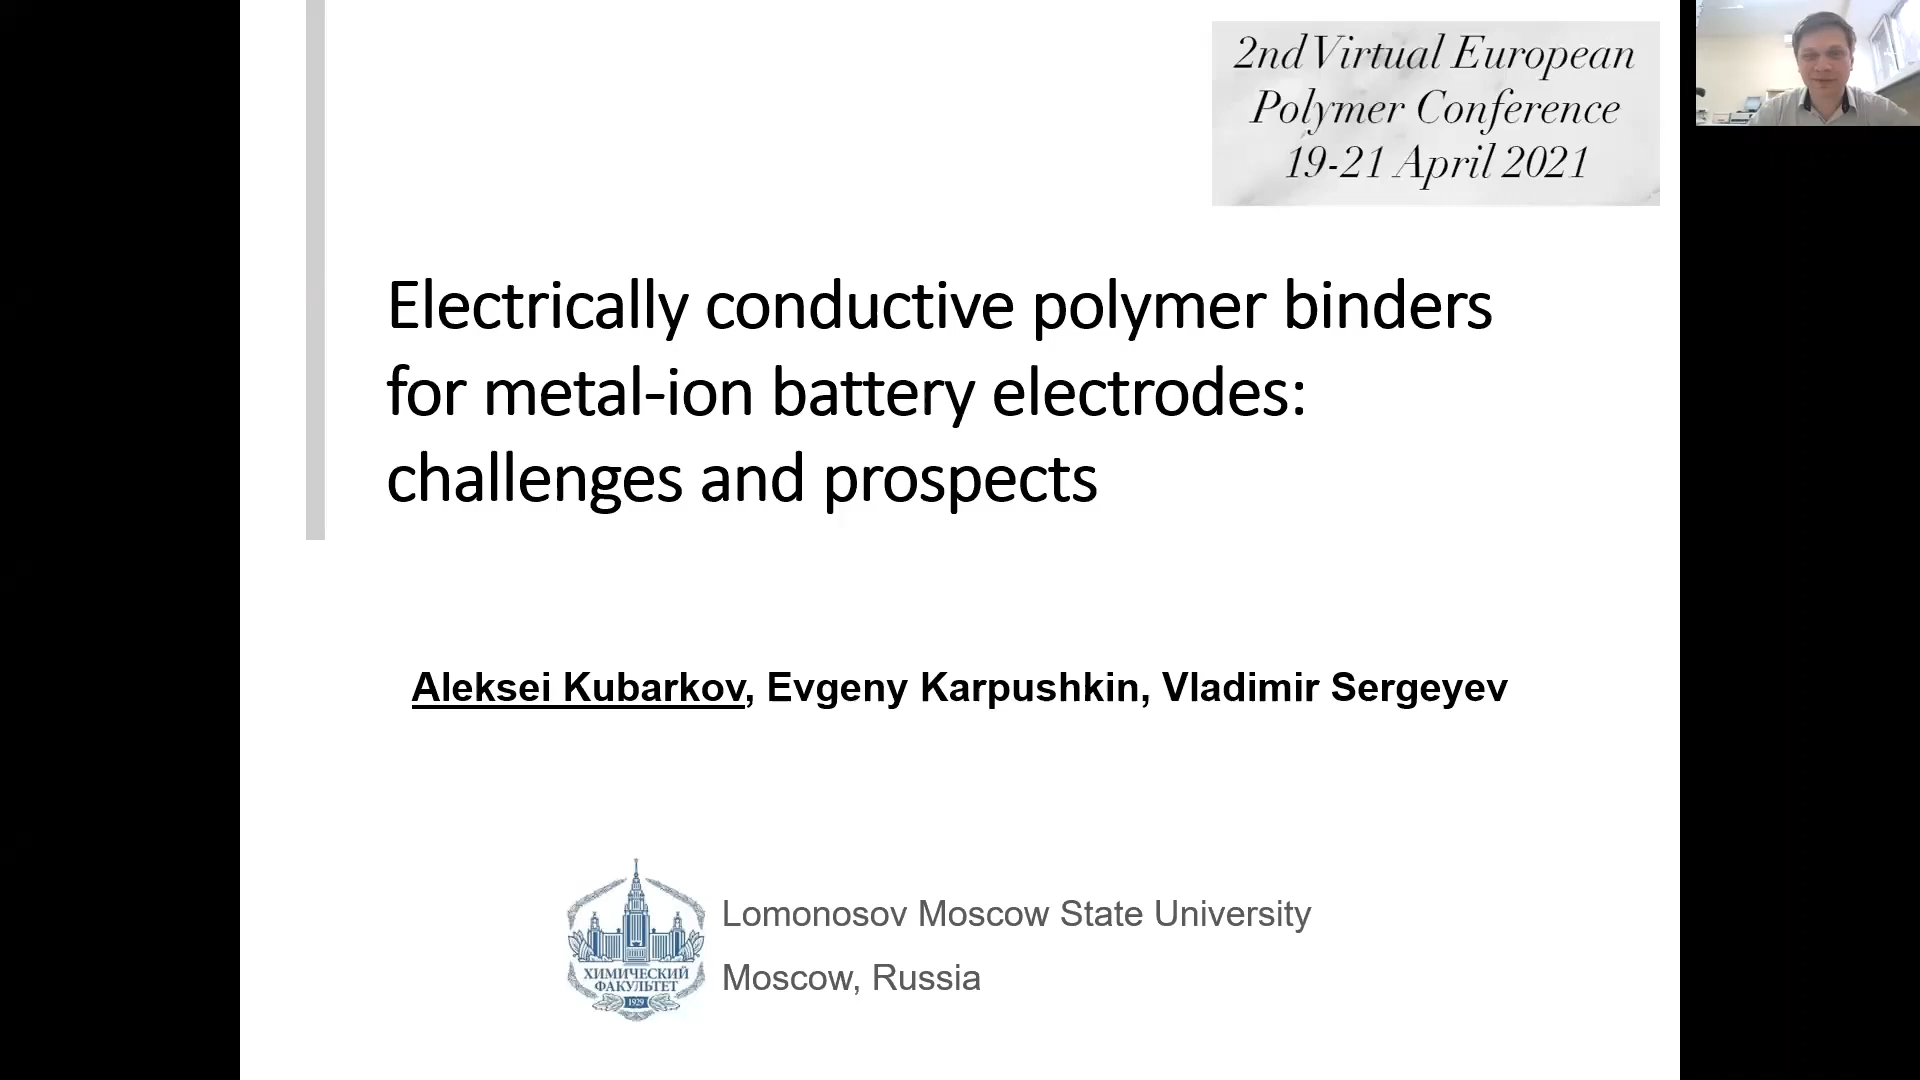 2nd Virtual European
Polymer Conference
19-21 April 2021
Electrically conductive polymer binders
for metal-ion battery electrodes:
challenges and prospects
Aleksei Kubarkov, Evgeny Karpushkin, Vladimir Sergeyev
ХИМИЧЕСКИЙ
ФАКУЛЬТЕТ
1929
Lomonosov Moscow State University
Moscow, Russia